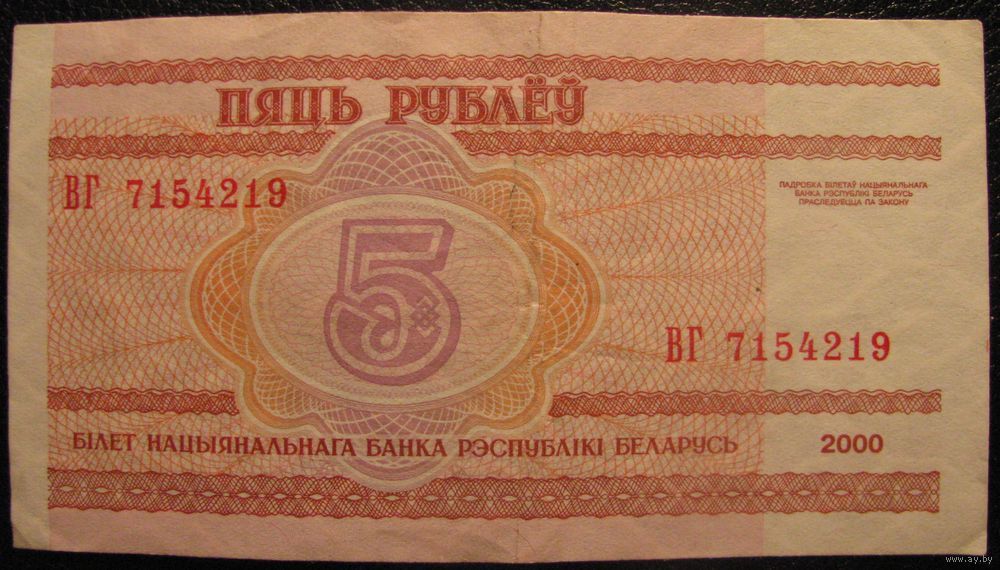 ПЯЦЬ РУБЛЁЎ
ВГ 7154219
ПАДРОБКА БІЛЕТАЎ НАЦЫЯНАЛЬНАГА
БАНКА РЭСПУБЛІКІ БЕЛАРУСЬ
ПРАСЛЕДУЕЦЦА ПА ЗАКОНУ
5
ВГ 7154219
БІЛЕТ НАЦЫЯНАЛЬНАГА БАНКА РЭСПУБЛІКІ БЕЛАРУСЬ 2000
www.ay.by